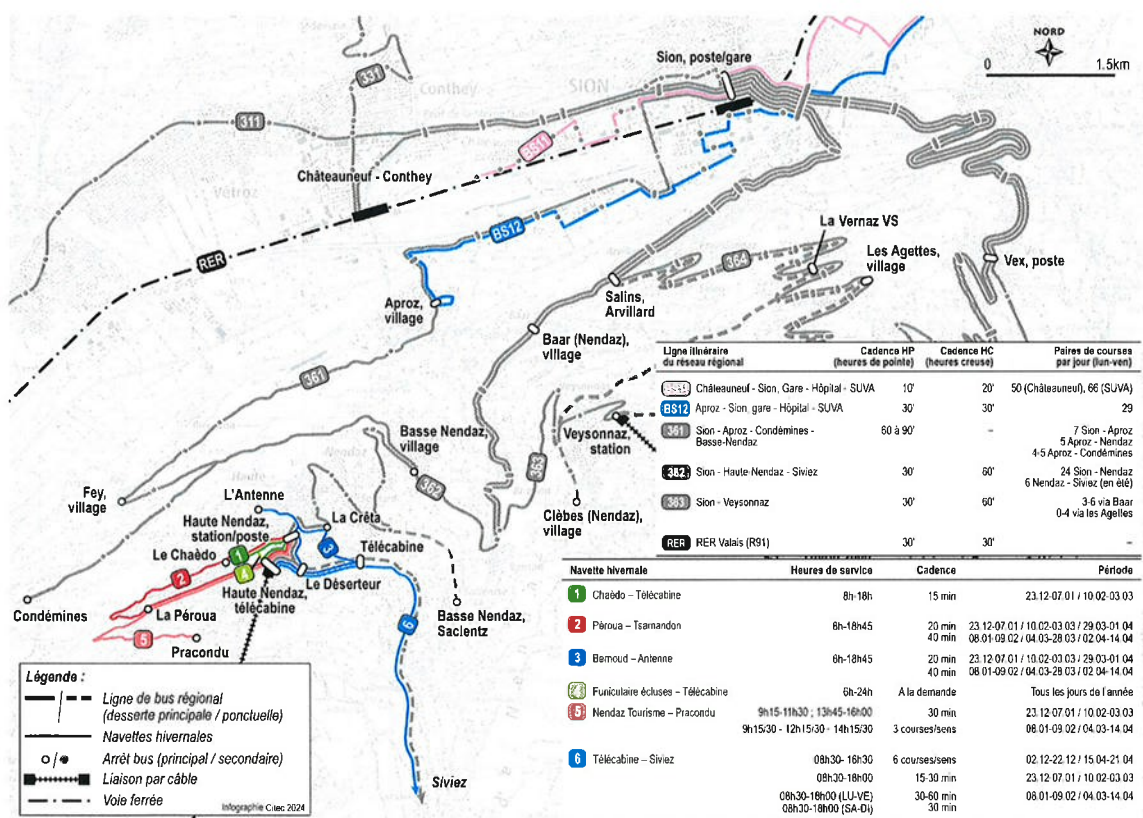 NORD
0 1.5km
Sion, poste/gare
331
Conthey
SION
311
BS11
Châteauneuf - Conthey
Vétroz
La Vernaz VS
BS12
Les Agettes,
village
RER
364
Vex, poste
Aproz,
village
Salins,
Arvillard
Baar (Nendaz),
village
361
Basse Nendaz,
village
Veysonnaz,
station
363
362
Fey,
village
L'Antenne
La Crêta
Clèbes (Nendaz),
village
Haute Nendaz,
station/poste
Télécabine
Le Chaèdo
1
3
2
4
Le Déserteur
Haute Nendaz,
télécabine
Condémines
La Péroua
6
Basse Nendaz,
Saclentz
5
Pracondu
Siviez
Ligne itinéraire Cadence HP Cadence HC Paires de courses
du réseau régional (heures de pointe) (heures creuse) par jour (lun-ven)
Châteauneuf - Sion, Gare - Hôpital - SUVA 10' 20' 50 (Châteauneuf), 66 (SUVA)
BS12 Aproz - Sion, gare - Hôpital - SUVA 30' 30' 29
361 Sion - Aproz - Condémines - 60 à 90' – 7 Sion - Aproz
Basse-Nendaz 5 Aproz - Nendaz
4-5 Aproz - Condémines
362 Sion - Haute-Nendaz - Siviez 30' 60' 24 Sion - Nendaz
6 Nendaz - Siviez (en été)
363 Sion - Veysonnaz 30' 60' 3-6 via Baar
0-4 via les Agettes
RER RER Valais (R91) 30' 30' –
Navette hivernale Heures de service Cadence Période
1 Chaèdo – Télécabine 8h-18h 15 min 23.12-07.01 / 10.02-03.03
2 Péroua – Tsamandon 6h-18h45 20 min 23.12-07.01 / 10.02-03.03 / 29.03-01.04
40 min 08.01-09.02 / 04.03-28.03 / 02.04-14.04
3 Bernoud – Antenne 6h-18h45 20 min 23.12-07.01 / 10.02-03.03 / 29.03-01.04
40 min 08.01-09.02 / 04.03-28.03 / 02.04-14.04
4 Funiculaire écluses – Télécabine 6h-24h A la demande Tous les jours de l'année
5 Nendaz Tourisme – Pracondu 9h15-11h30 ; 13h45-16h00 30 min 23.12-07.01 / 10.02-03.03
9h15/30 - 12h15/30 - 14h15/30 3 courses/sens 08.01-09.02 / 04.03-14.04
6 Télécabine – Siviez 08h30- 16h30 6 courses/sens 02.12-22.12 / 15.04-21.04
08h30-18h00 15-30 min 23.12-07.01 / 10.02-03.03
08h30-18h00 (LU-VE) 30-60 min 08.01-09.02 / 04.03-14.04
08h30-18h00 (SA-DI) 30 min
Légende :
Ligne de bus régional
(desserte principale / ponctuelle)
Navettes hivernales
Arrêt bus (principal / secondaire)
Liaison par câble
Voie ferrée
Infographie Citec 2024